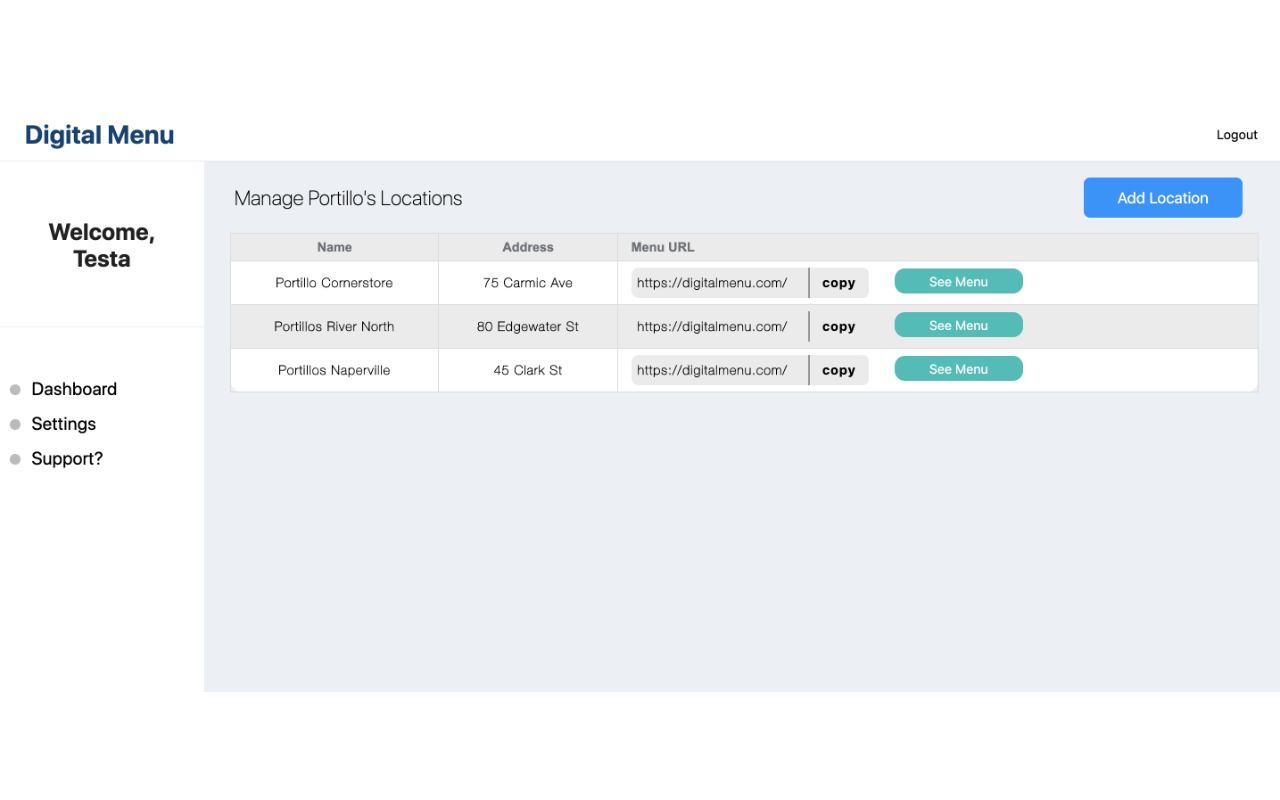 Digital Menu
Logout
Welcome,
Testa
Dashboard
Settings
Support?
Manage Portillo's Locations
Add Location
Name Address Menu URL
Portillo Cornerstore 75 Carmic Ave https://digitalmenu.com/ copy See Menu
Portillos River North 80 Edgewater St https://digitalmenu.com/ copy See Menu
Portillos Naperville 45 Clark St https://digitalmenu.com/ copy See Menu